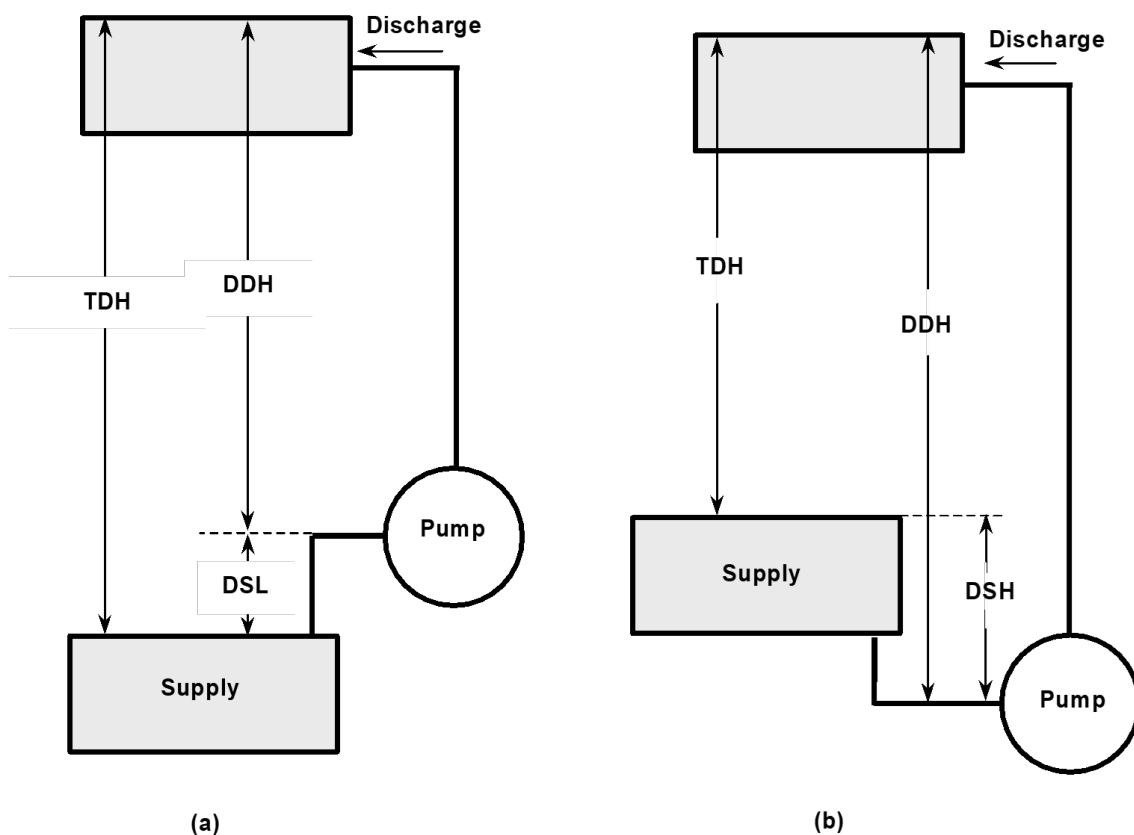 Discharge
DDH
TDH
Pump
DSL
Supply
(a)
Discharge
TDH
DDH
Supply
DSH
Pump
(b)